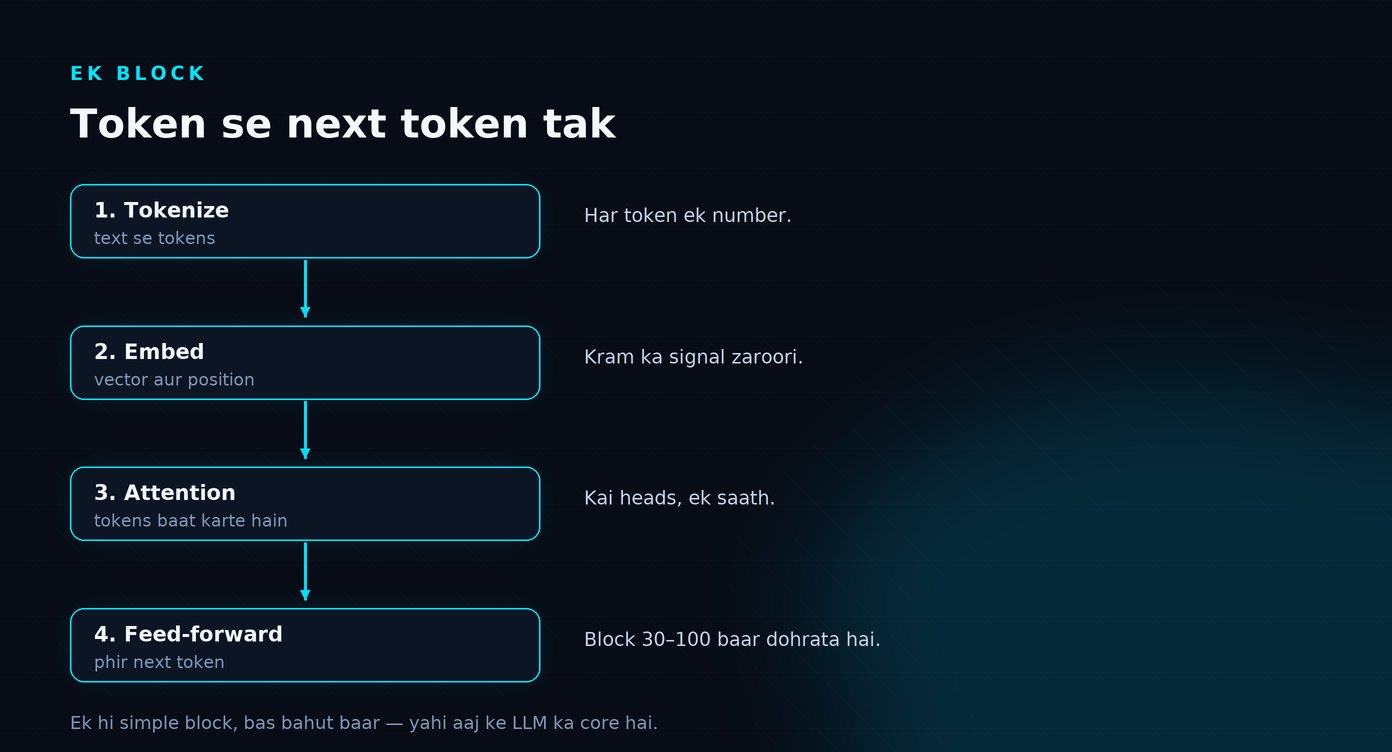 EK BLOCK
Token se next token tak
1. Tokenize
text se tokens
Har token ek number.
2. Embed
vector aur position
Kram ka signal zaroori.
3. Attention
tokens baat karte hain
Kai heads, ek saath.
4. Feed-forward
phir next token
Block 30–100 baar dohrata hai.
Ek hi simple block, bas bahut baar — yahi aaj ke LLM ka core hai.